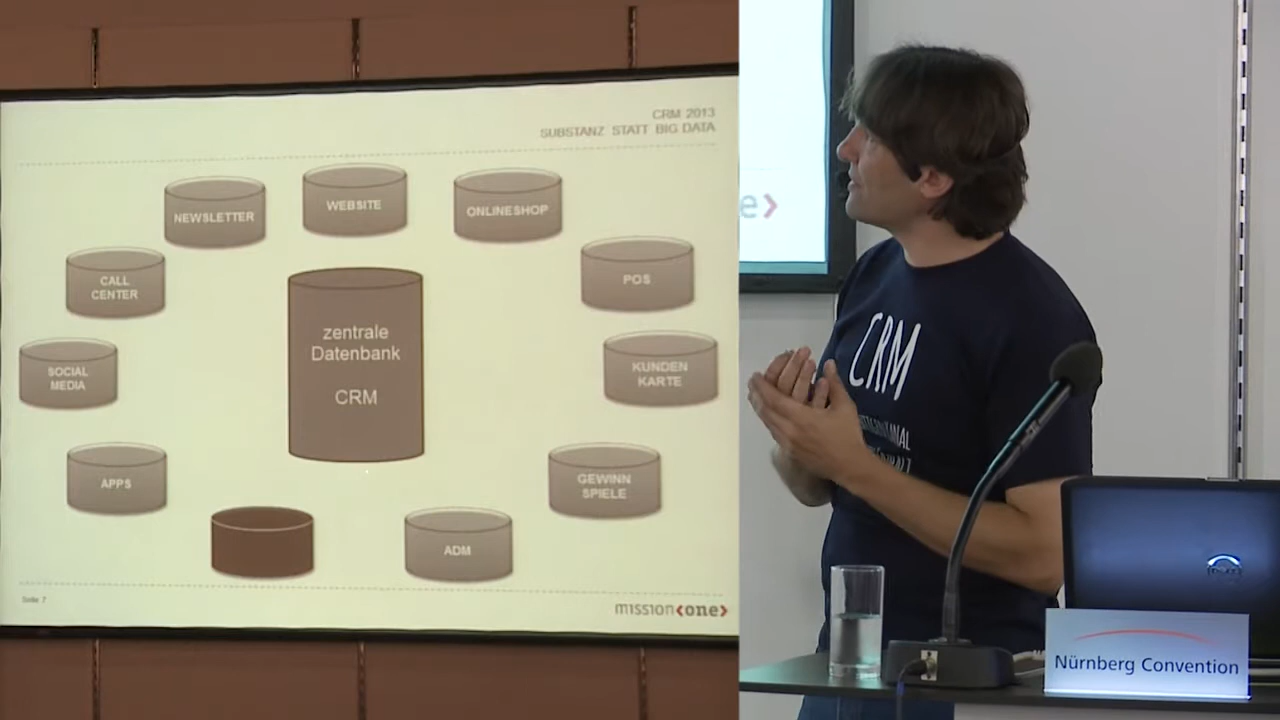 CRM 2013
SUBSTANZ STATT BIG DATA
NEWSLETTER
WEBSITE
ONLINESHOP
CALL
CENTER
POS
zentrale
Datenbank
CRM
SOCIAL
MEDIA
KUNDEN
KARTE
APPS
GEWINN
SPIELE
ADM
Seite 7
mission<one>
e>
CRM
Nürnberg Convention